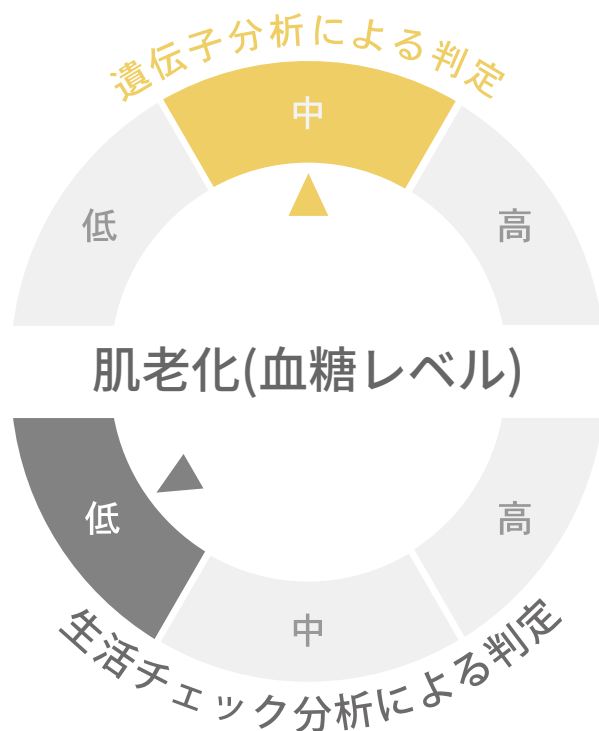 遺伝子分析による判定
中
低
高
肌老化(血糖レベル)
低
高
中
生活チェック分析による判定